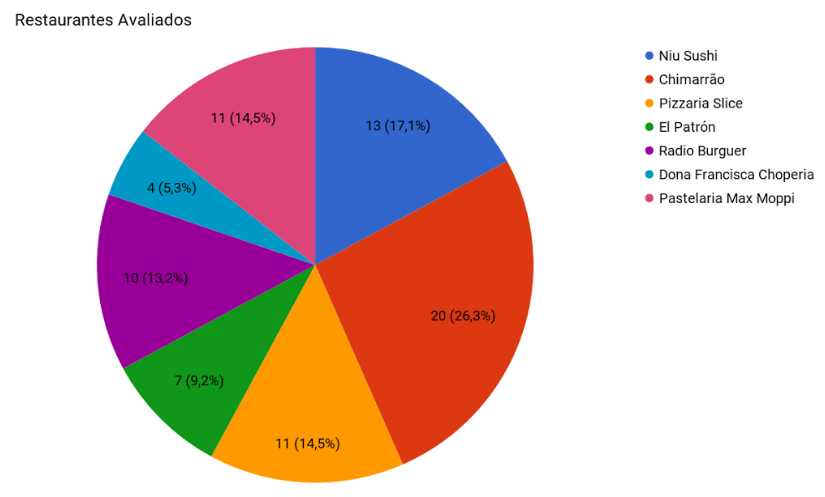 Restaurantes Avaliados
11 (14,5%)
13 (17,1%)
4 (5,3%)
10 (13,2%)
20 (26,3%)
7 (9,2%)
11 (14,5%)
Niu Sushi
Chimarrão
Pizzaria Slice
El Patrón
Radio Burguer
Dona Francisca Choperia
Pastelaria Max Moppi